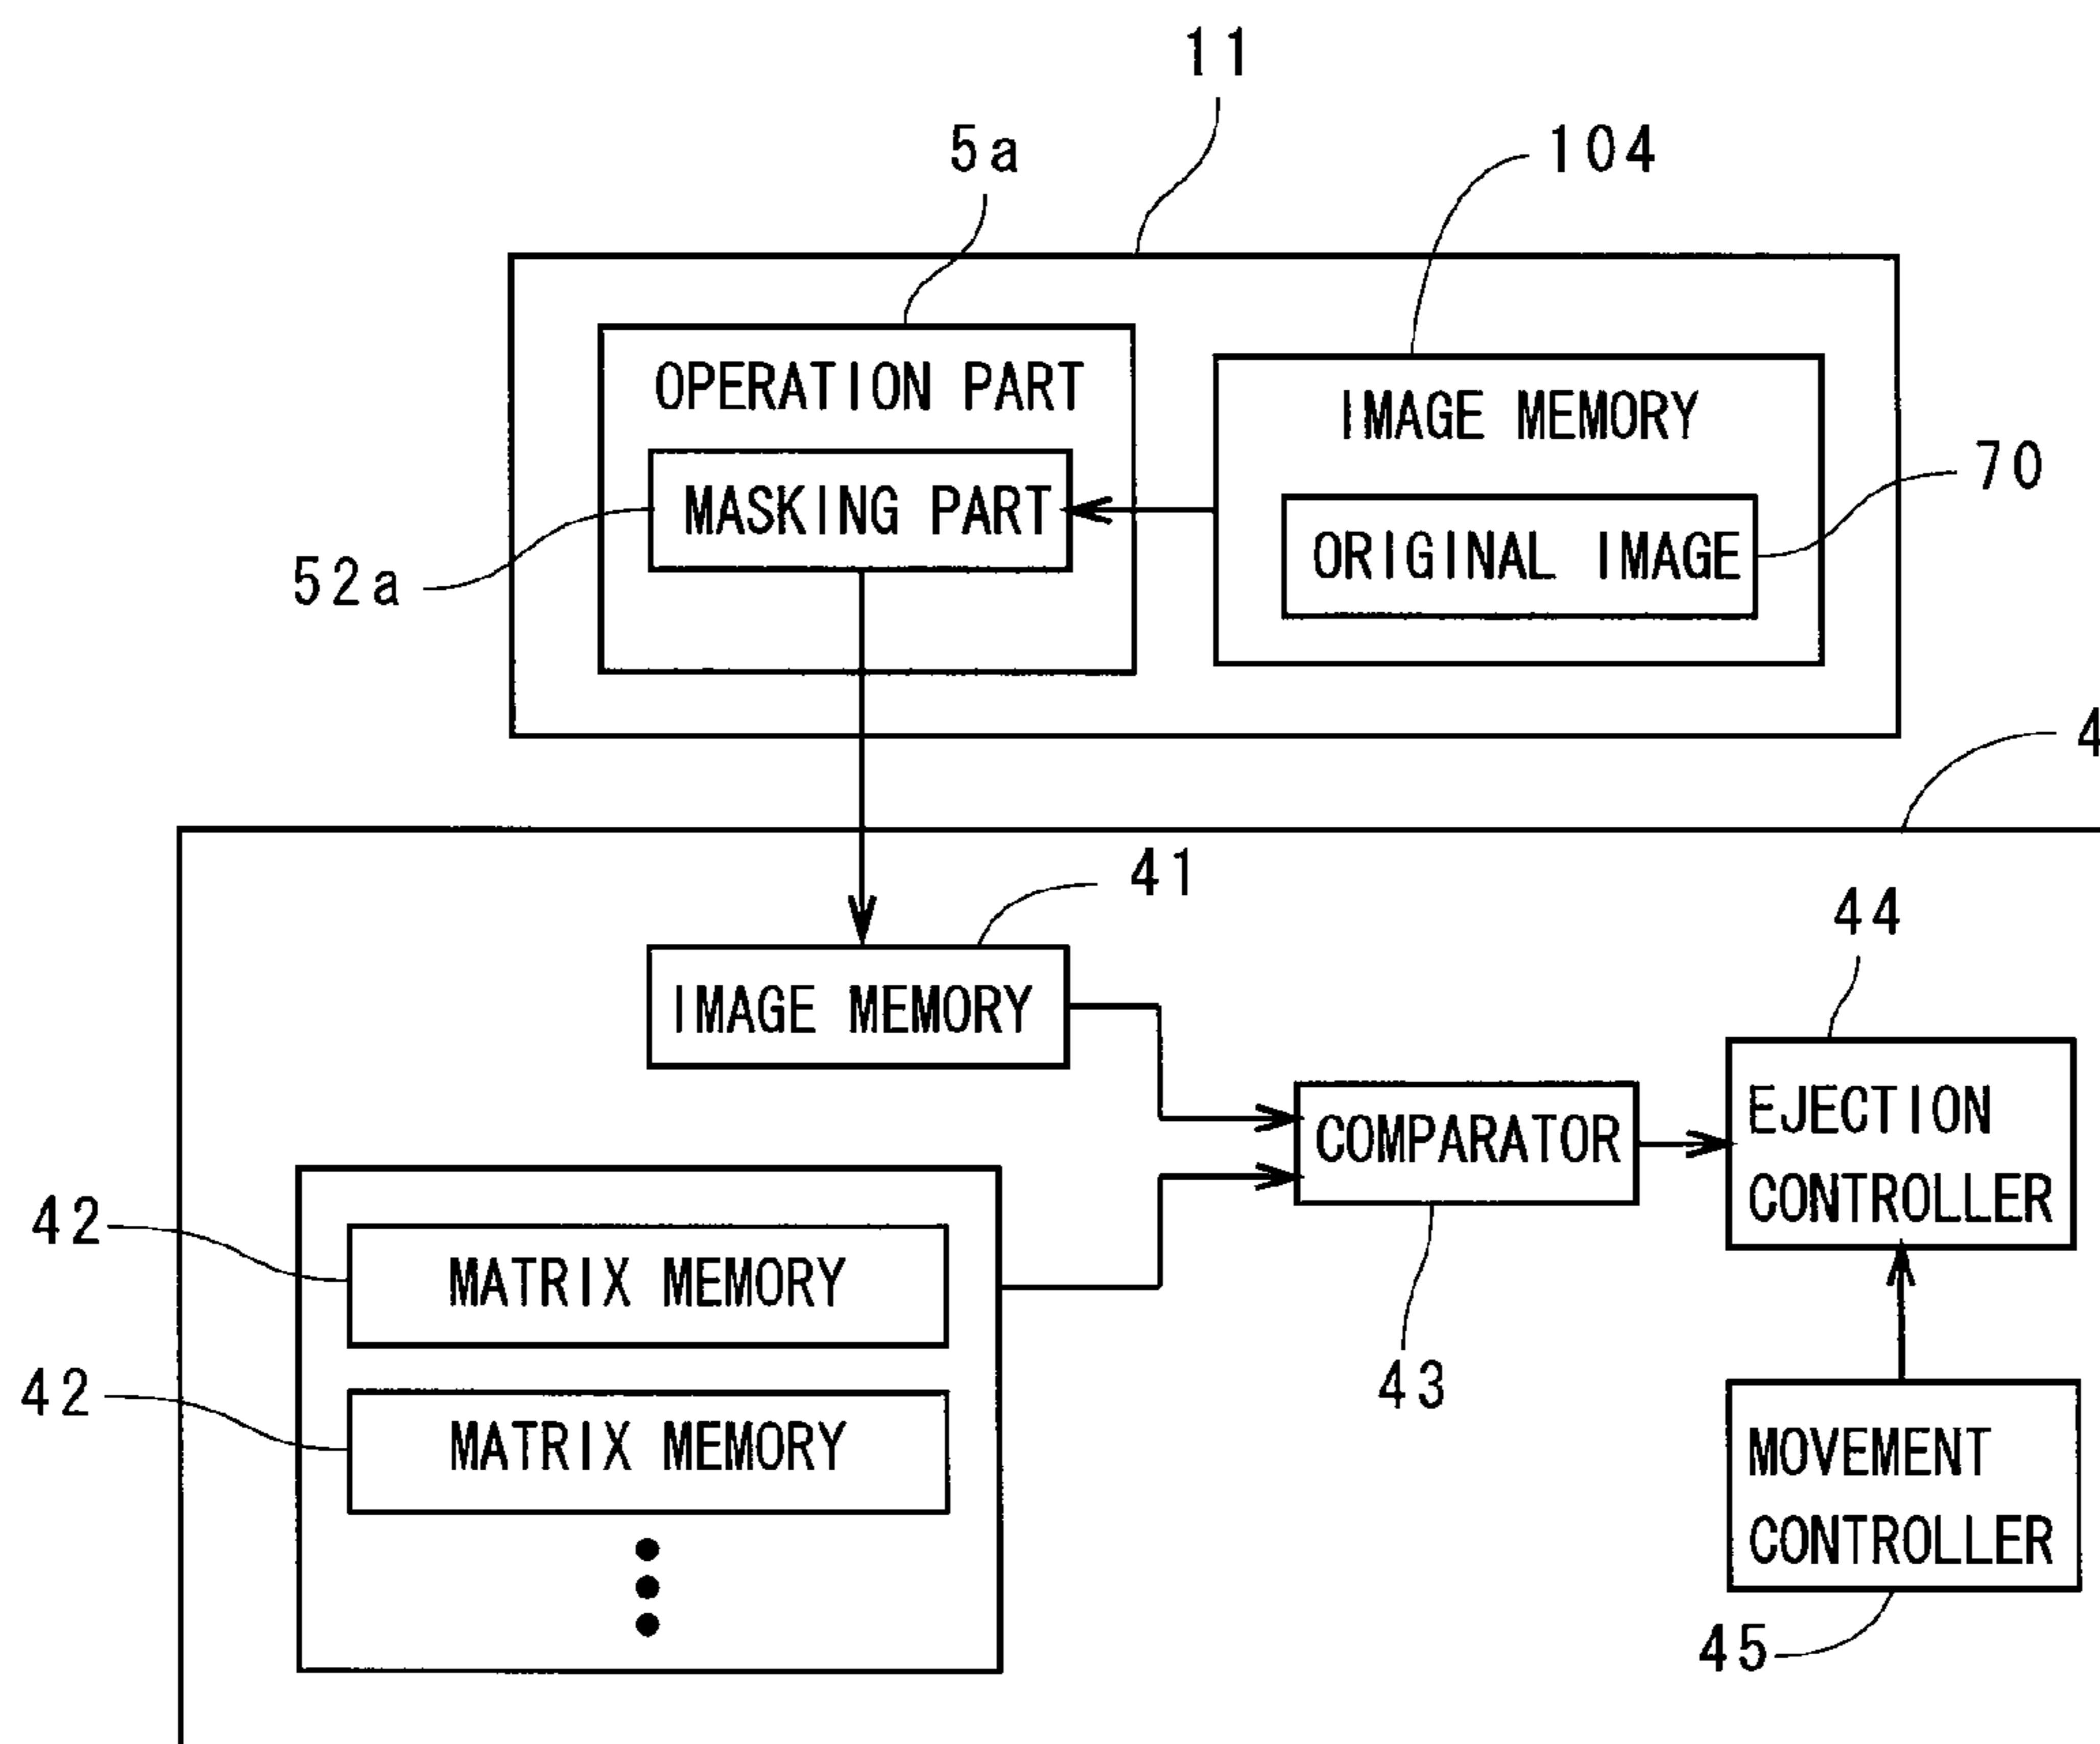 11
5a
104
OPERATION PART
IMAGE MEMORY
70
MASKING PART
ORIGINAL IMAGE
52a
4
41
44
IMAGE MEMORY
EJECTION
CONTROLLER
COMPARATOR
42
MATRIX MEMORY
43
42
MATRIX MEMORY
MOVEMENT
CONTROLLER
45